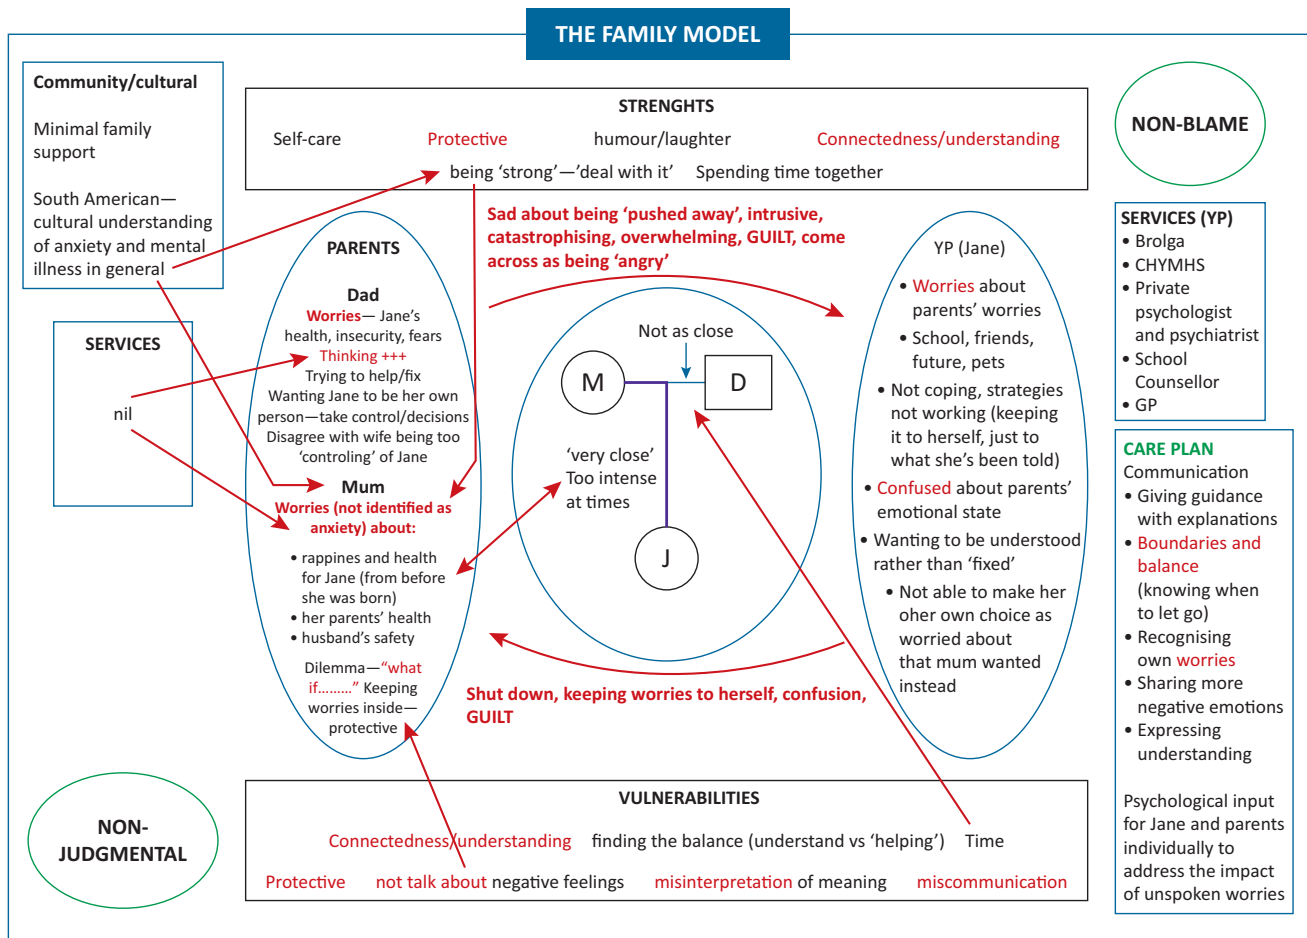 THE FAMILY MODEL
Community/cultural
Minimal family
support
South American—
cultural understanding
of anxiety and mental
illness in general
SERVICES
nil
STRENGHTS
Self-care Protective humour/laughter Connectedness/understanding
being ‘strong’—’deal with it’ Spending time together
NON-BLAME
PARENTS
Dad
Worries— Jane’s
health, insecurity, fears
Thinking +++
Trying to help/fix
Wanting Jane to be her own
person—take control/decisions
Disagree with wife being too
‘controling’ of Jane
Mum
Worries (not identified as
anxiety) about:
• rappines and health
for Jane (from before
she was born)
• her parents’ health
• husband’s safety
Dilemma—“what
if.........” Keeping
worries inside—
protective
Sad about being ‘pushed away’, intrusive,
catastrophising, overwhelming, GUILT, come
across as being ‘angry’
Not as close
M
D
‘very close’
Too intense
at times
J
Shut down, keeping worries to herself, confusion,
GUILT
YP (Jane)
• Worries about
parents’ worries
• School, friends,
future, pets
• Not coping, strategies
not working (keeping
it to herself, just to
what she’s been told)
• Confused about parents’
emotional state
• Wanting to be understood
rather than ‘fixed’
• Not able to make her
oher own choice as
worried about
that mum wanted
instead
SERVICES (YP)
• Brolga
• CHYMHS
• Private
psychologist
and psychiatrist
• School
Counsellor
• GP
CARE PLAN
Communication
• Giving guidance
with explanations
• Boundaries and
balance
(knowing when
to let go)
• Recognising
own worries
• Sharing more
negative emotions
• Expressing
understanding
Psychological input
for Jane and parents
individually to
address the impact
of unspoken worries
NON-
JUDGMENTAL
VULNERABILITIES
Connectedness/understanding finding the balance (understand vs ‘helping’) Time
Protective not talk about negative feelings misinterpretation of meaning miscommunication